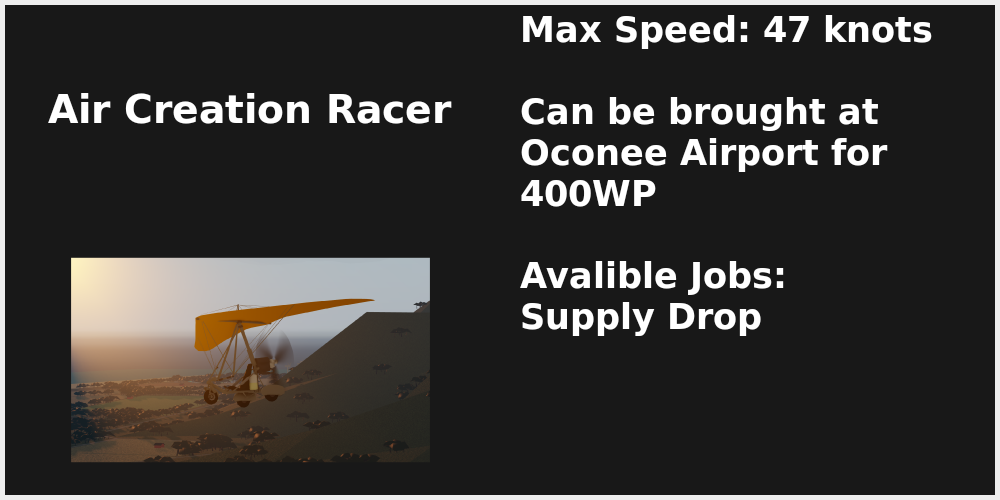 Air Creation Racer
Max Speed: 47 knots
Can be brought at
Oconee Airport for
400WP
Avalible Jobs:
Supply Drop